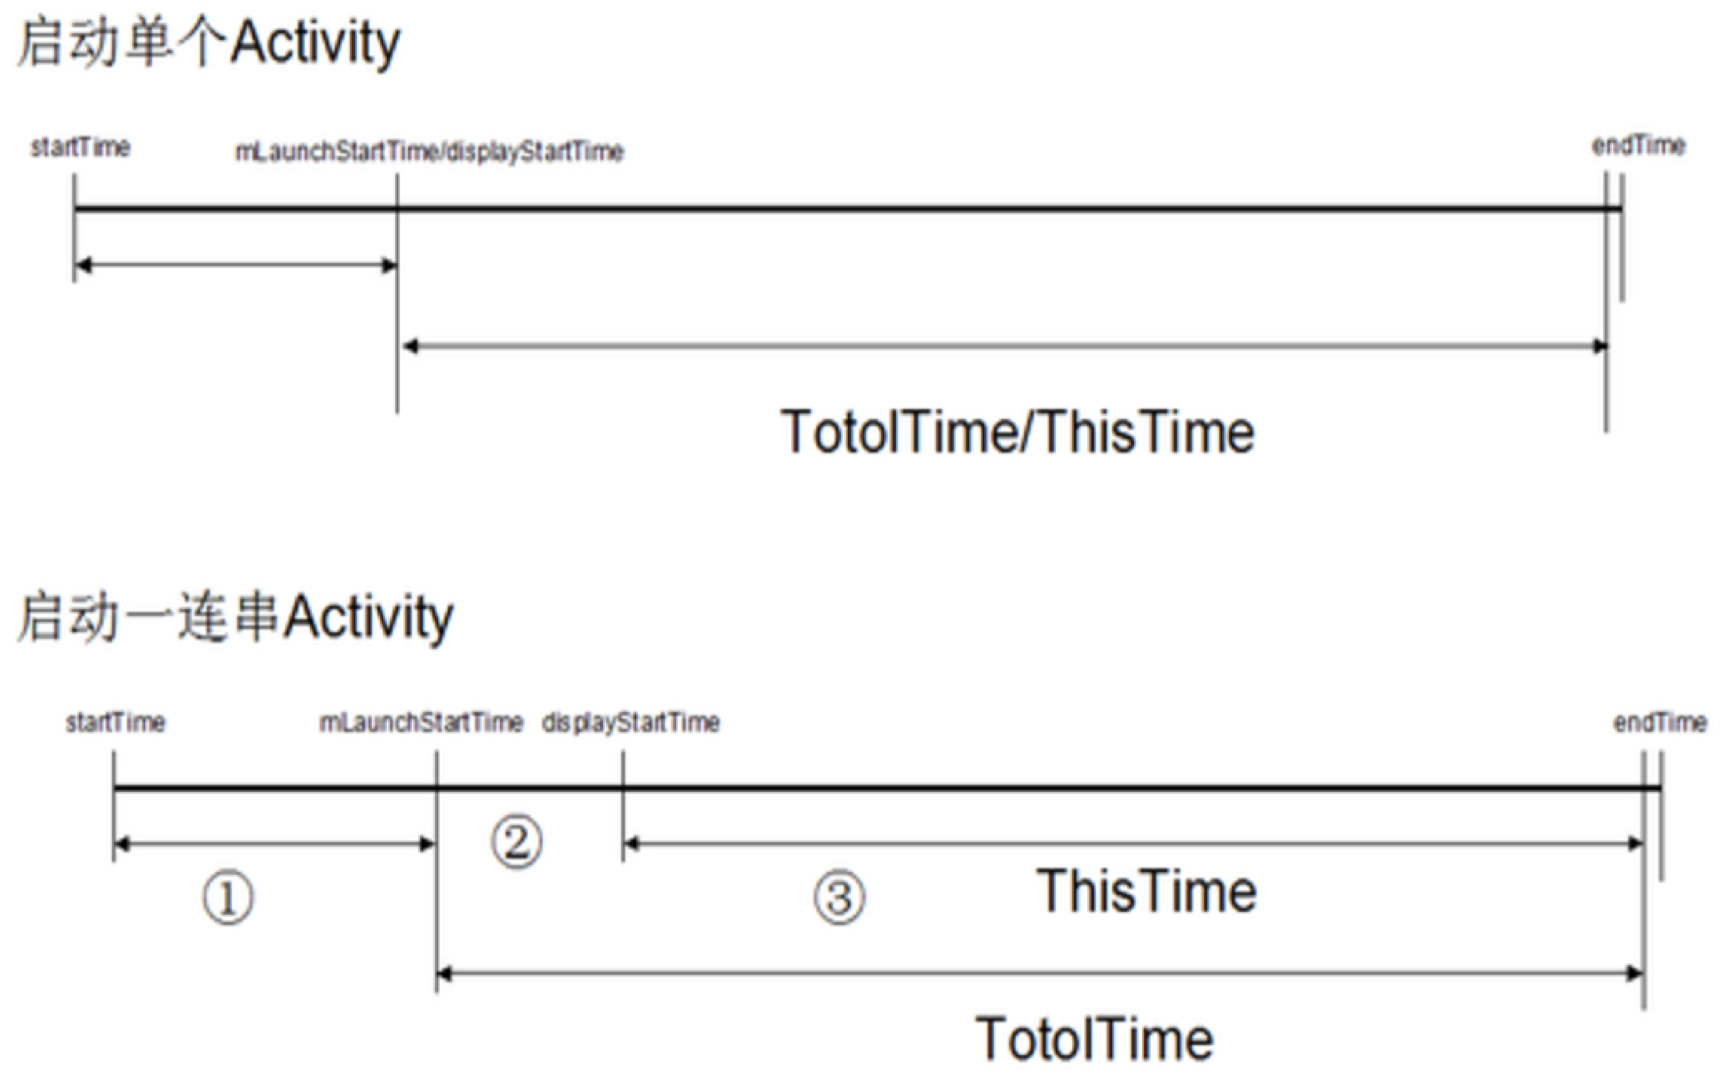 启动单个Activity
startTime mLaunchStartTime/displayStartTime endTime
TotolTime/ThisTime
启动一连串Activity
startTime mLaunchStartTime displayStartTime endTime
②
① ③ ThisTime
TotolTime